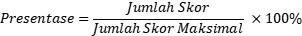 Presentase = Jumlah Skor / Jumlah Skor Maksimal × 100%